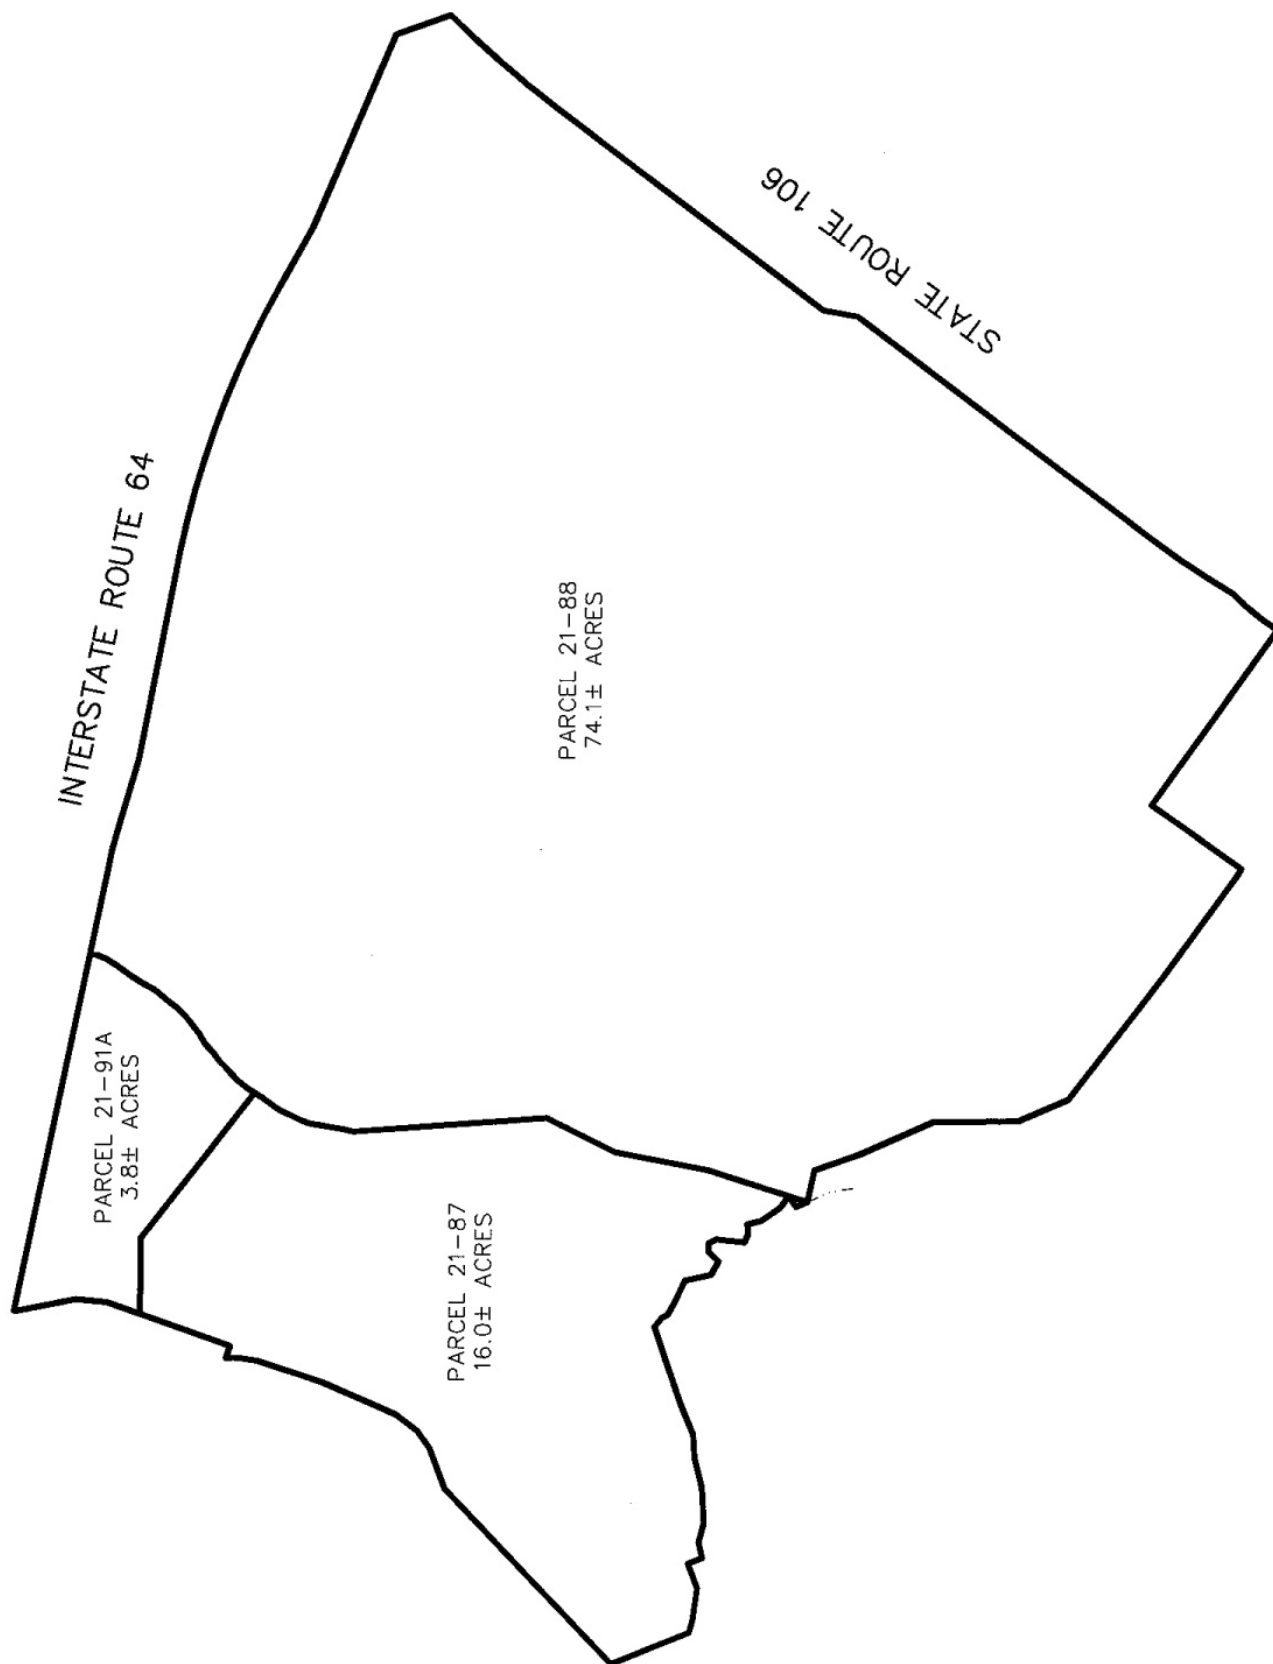 INTERSTATE ROUTE 64
STATE ROUTE 106
PARCEL 21-88
74.1± ACRES
PARCEL 21-91A
3.8± ACRES
PARCEL 21-87
16.0± ACRES